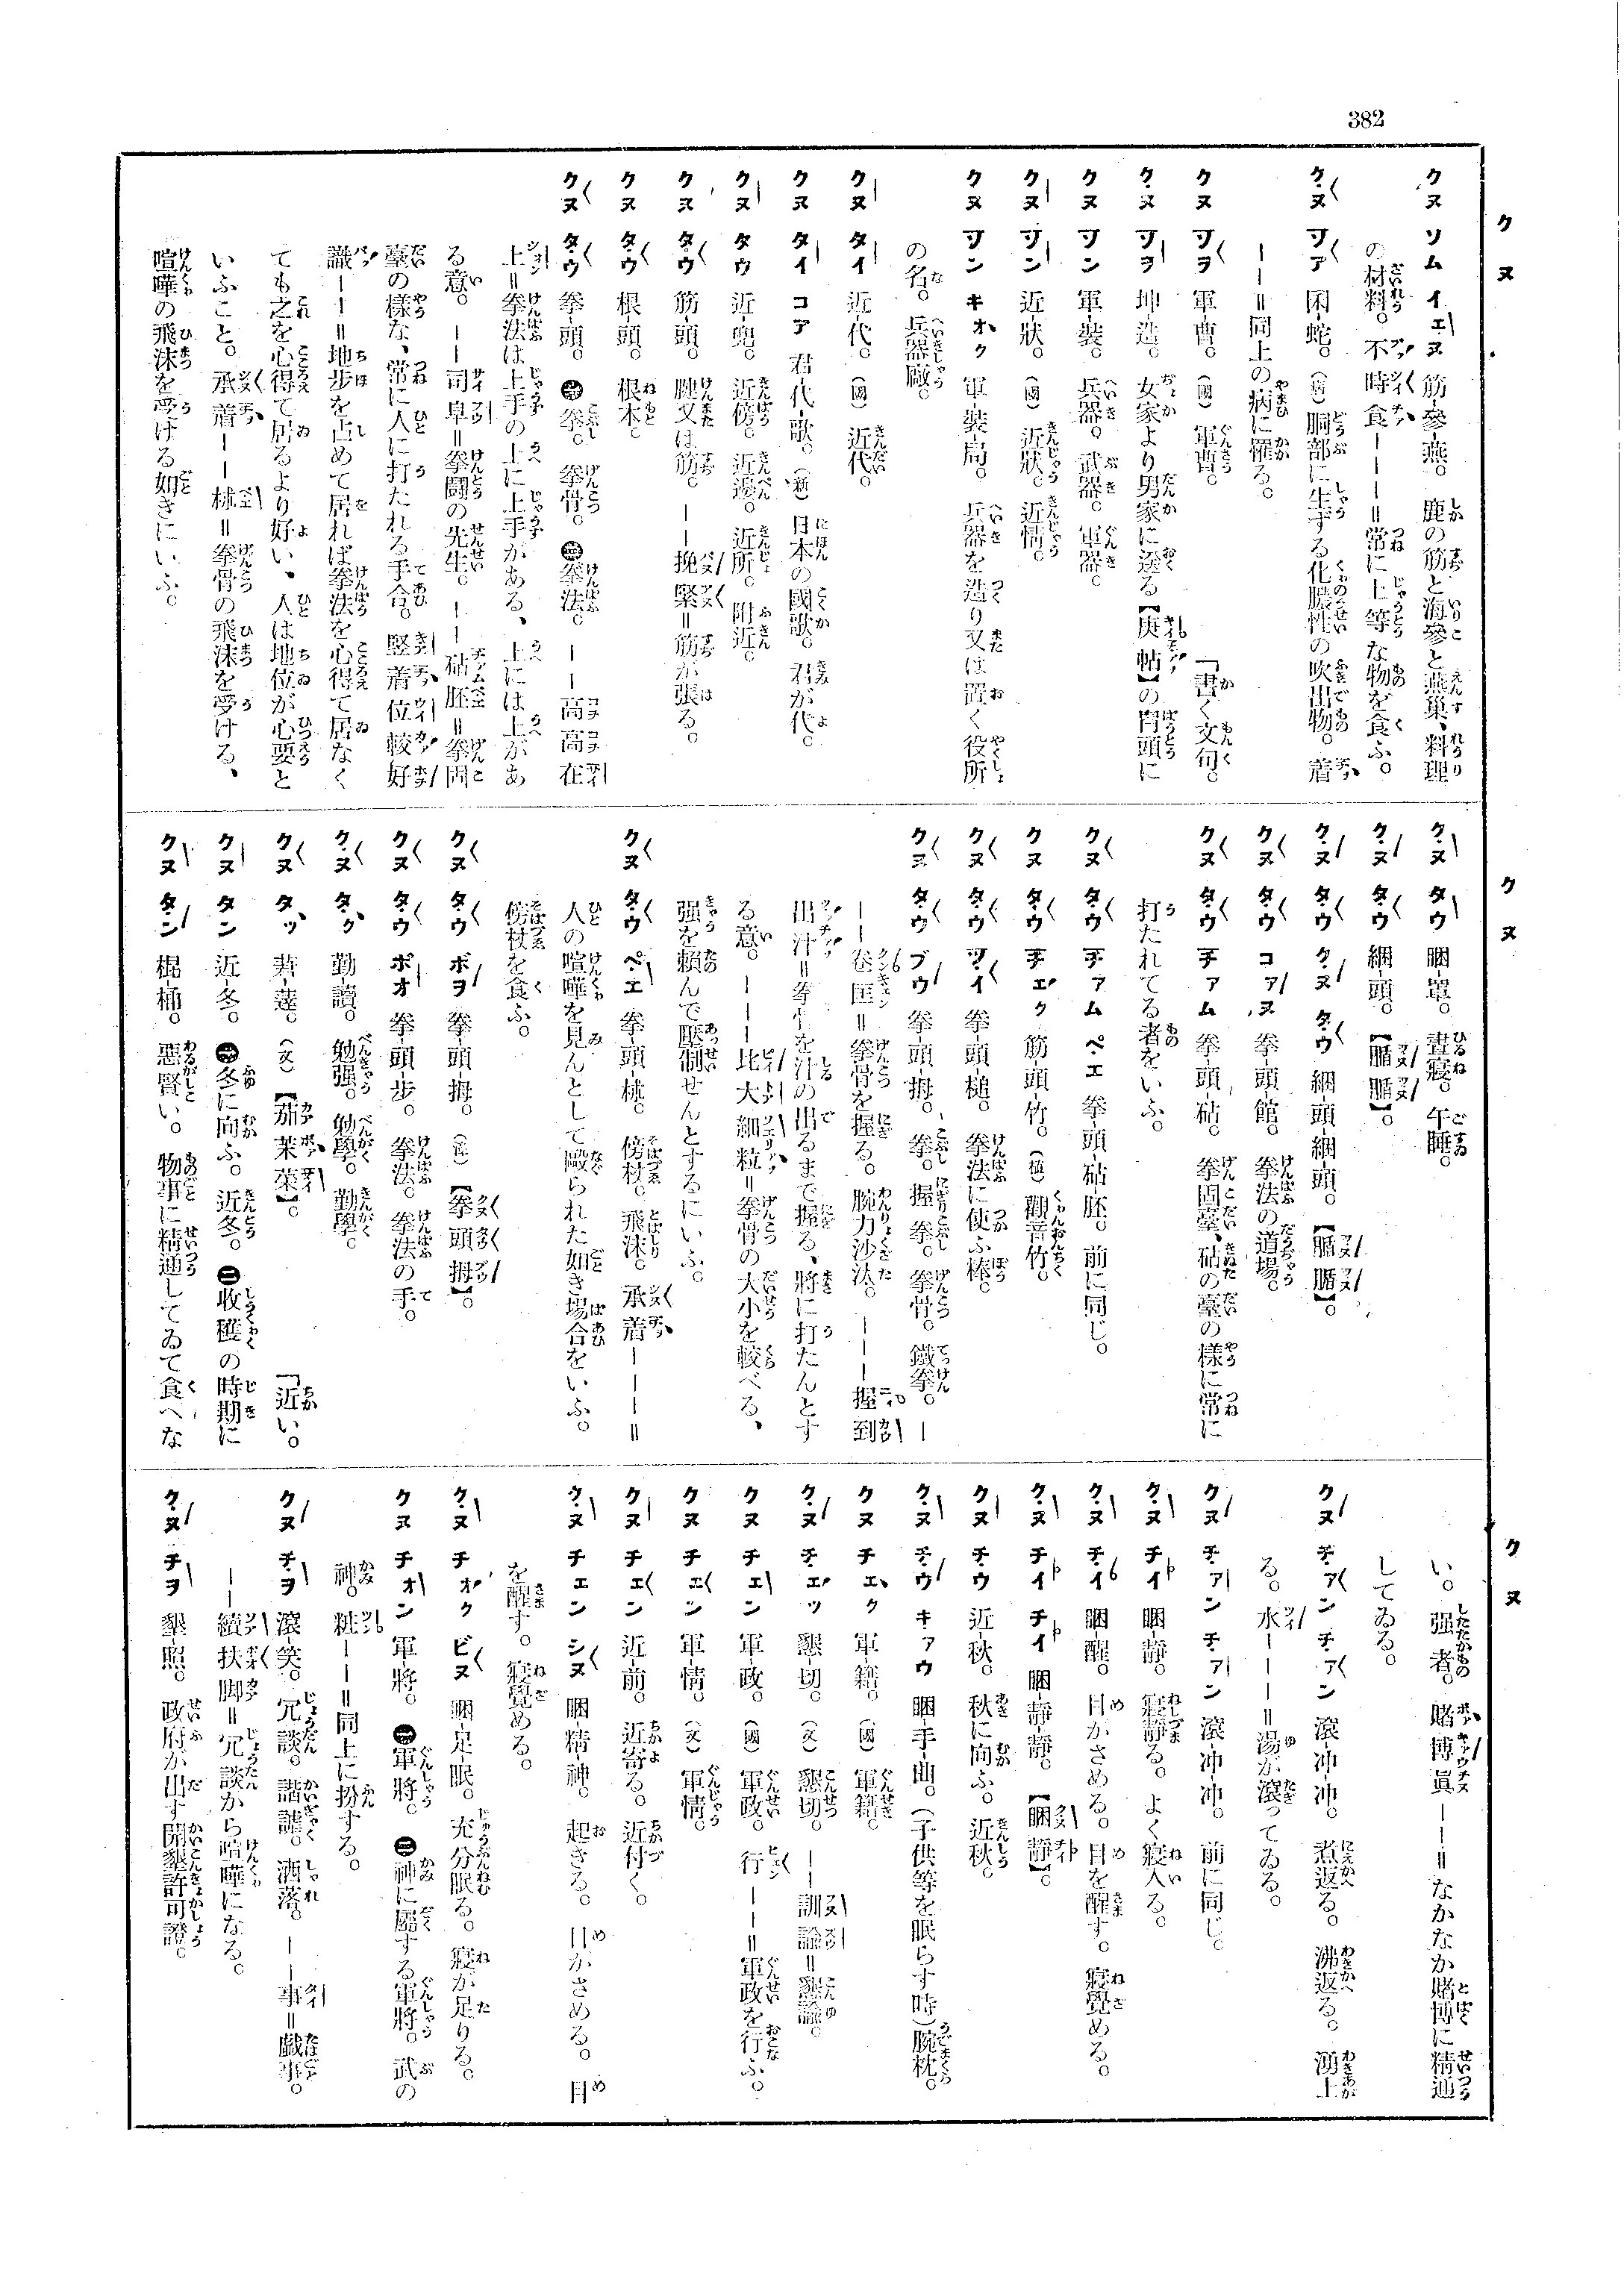 382
クヌ
クヌ ソム イェヌ 筋-參-燕。鹿の筋と海參と燕巢、料理
の材料。不時食ーーー＝常に上等な物を食ふ。
クヌ ツァ 困-蛇。(病)胴部に生ずる化膿性の吹出物。着
ーー＝同上の病に罹る。
クヌ ツヲ 軍曹。(國)軍曹。 「書く文句。
クヌ ツヲ 坤-造。女家より男家に送る【庚帖】の冐頭に
クヌ ツン 軍-裝。兵器。武器。軍器。
クヌ ツン 近-狀。(國)近狀。近情。
クヌ ツン キオク 軍-裝-局。兵器を造り又は置く役所
の名。兵器廠。
クヌ タイ 近-代。(國)近代。
クヌ タイ コア 君-代-歌。(新)日本の國歌。君が代。
クヌ タウ 近-兜。近傍。近邊。近所。附近。
クヌ タウ 筋-頭。腱又は筋。ーー挽緊＝筋が張る。
クヌ タウ 根-頭。根本。
クヌ タウ 拳-頭。㊀拳。拳骨。㊁拳法。ーー高高在
上＝拳法は上手の上に上手がある、上には上があ
る意。ーー司阜＝拳鬪の先生。ーー砧胚＝拳固
臺の樣な、常に人に打たれる手合。竪着位較好
識ーー＝地步を占めて居れば拳法を心得て居なく
ても之を心得て居るより好い、人は地位が心要と
いふこと。承着ーー𣏐＝拳骨の飛沫を受ける、
喧嘩の飛沫を受ける如きにいふ。
クヌ
クヌ タウ 睏-罩。晝寢。午睡。
クヌ タウ 綱-頭。【腯腯】。
クヌ タウ クヌ タウ 綱-頭-綱-頭。【腯腯】。
クヌ タウ コアヌ 拳-頭-館。拳法の道場。
クヌ タウ チァム 拳-頭-砧。拳固臺、砧の臺の樣に常に
打たれてる者をいふ。
クヌ タウ チァム ペエ 拳-頭-砧-胚。前に同じ。
クヌ タウ チェク 筋-頭-竹。(植)觀音竹。
クヌ タウ ツイ 拳-頭-槌。拳法に使ふ棒。
クヌ タウ ブウ 拳-頭-拇。拳。握拳。拳骨。鐵拳。ー
ーー卷匡＝拳骨を握る。腕力沙汰。ーーー握到
出汁＝拳骨を汁の出るまで握る、將に打たんとす
る意。ーーー比大細粒＝拳骨の大小を較べる、
强を賴んで壓制せんとするにいふ。
クヌ タウ ペエ 拳-頭-𣏐。傍杖。飛沫。承着ーーー＝
人の喧嘩を見んとして毆られた如き場合をいふ。
傍杖を食ふ。
クヌ タウ ボヲ 拳-頭-拇。【拳頭拇】。
クヌ タウ ポオ 拳-頭-步。拳法。拳法の手。
クヌ タク 勤-讀。勉强。勉學。勤學。
クヌ タッ 莙-薘。(文)【茄茉菜】。 「近い。
クヌ タン 近-冬。㊀冬に向ふ。近冬。㊁收穫の時期に
クヌ タン 棍-桶。惡賢い。物事に精通してゐて食へな
クヌ
い。强者。賭博眞ーー＝なかなか賭博に精通
してゐる。
クヌ チァン チァン 滾-冲-冲。煮返る。沸返る。湧上
る。水ーーー＝湯が滾ってゐる。
クヌ チァン チァン 滾-冲-冲。前に同じ。
クヌ チイ 睏-靜。寢靜る。よく寢入る。
クヌ チイ 睏-醒。目がさめる。目を醒す。寢覺める。
クヌ チイ チイ 睏-靜-靜。【睏靜】。
クヌ チウ 近-秋。秋に向ふ。近秋。
クヌ チウ キァウ 睏-手-曲。(子供等を眠らす時)腕枕。
クヌ チェク 軍-籍。(國)軍籍。
クヌ チェッ 懇-切。(文)懇切。ーー訓諭＝懇諭。
クヌ チェン 軍-政。(國)軍政。行ーー＝軍政を行ふ。
クヌ チェン 軍-情。(文)軍情。
クヌ チェン 近-前。近寄る。近付く。
クヌ チェン シヌ 睏-精-神。起きる。目がさめる。目
を醒す。寢覺める。
クヌ チォク ビヌ 睏-足-眠。充分眠る。寢が足りる。
クヌ チォン 軍-將。㊀軍將。㊁神に屬する軍將。武の
神。粧ーー＝同上に扮する。
クヌ チヲ 滾-笑。冗談。諧謔。洒落。ーー事＝戲事。
ーー續扶脚＝冗談から喧嘩になる。
クヌ チヲ 墾-照。政府が出す開墾許可證。